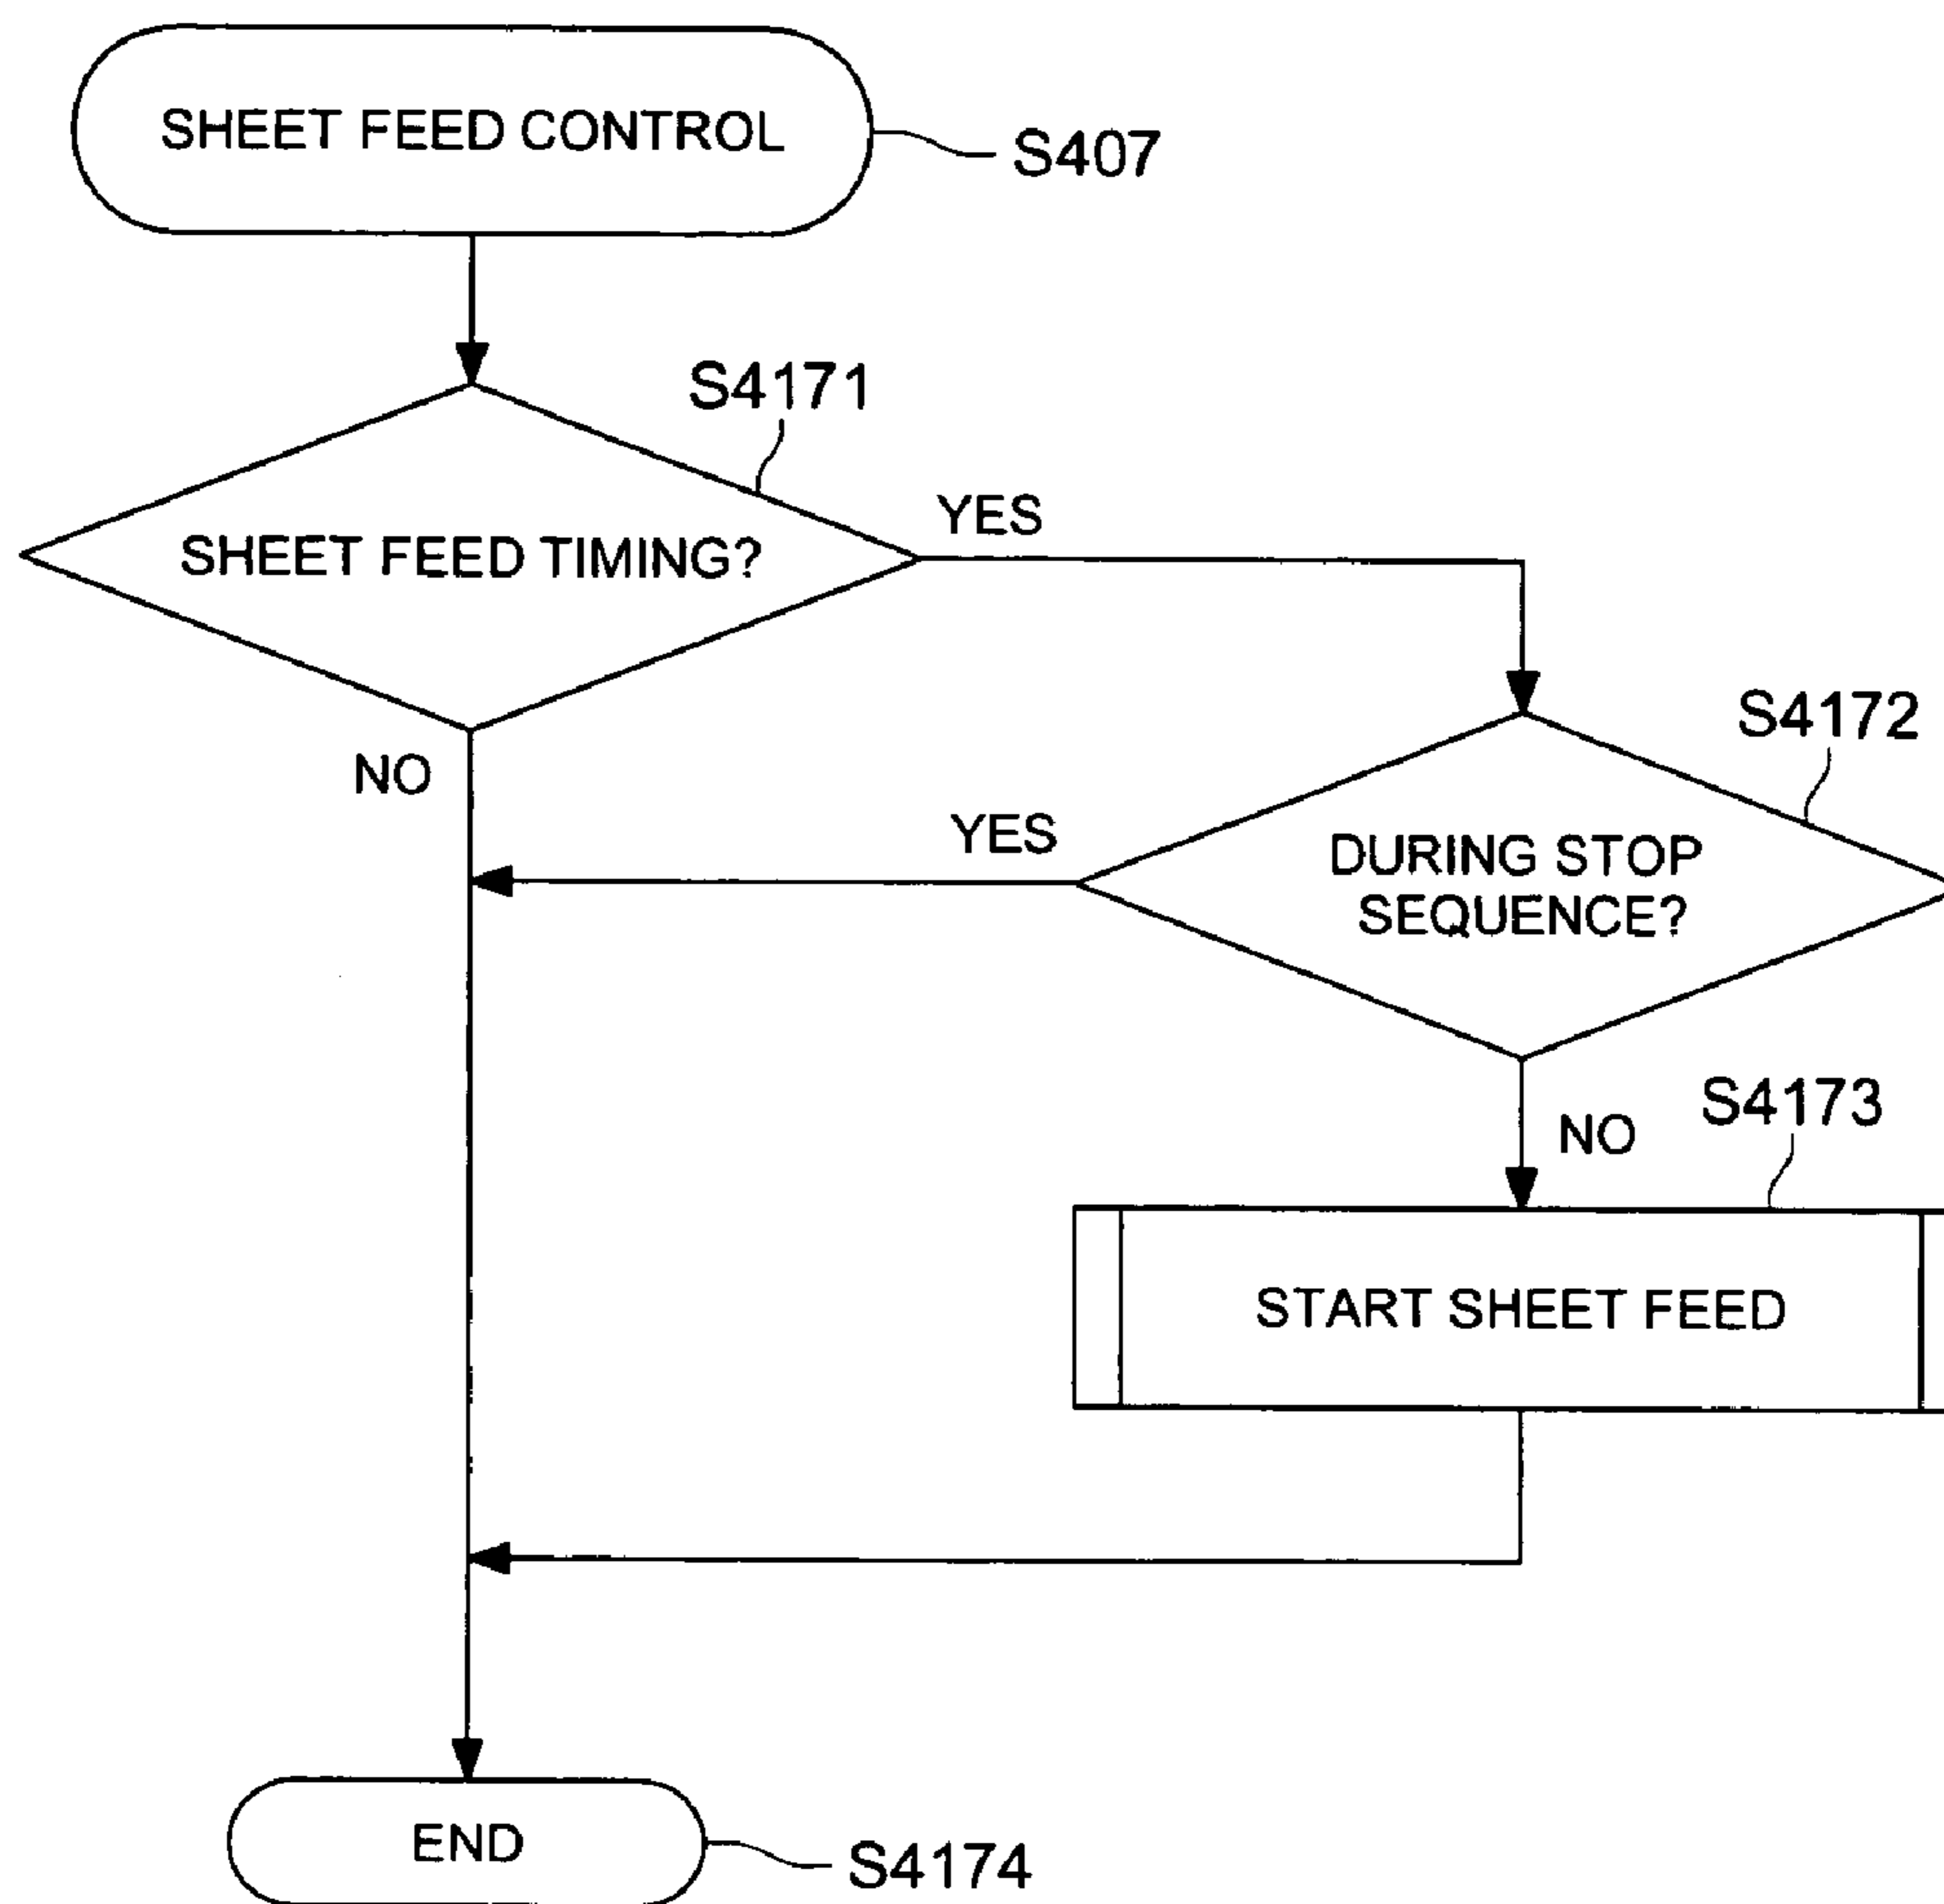 SHEET FEED CONTROL
S407
S4171
SHEET FEED TIMING?
YES
NO
S4172
YES
DURING STOP
SEQUENCE?
NO
S4173
START SHEET FEED
END
S4174